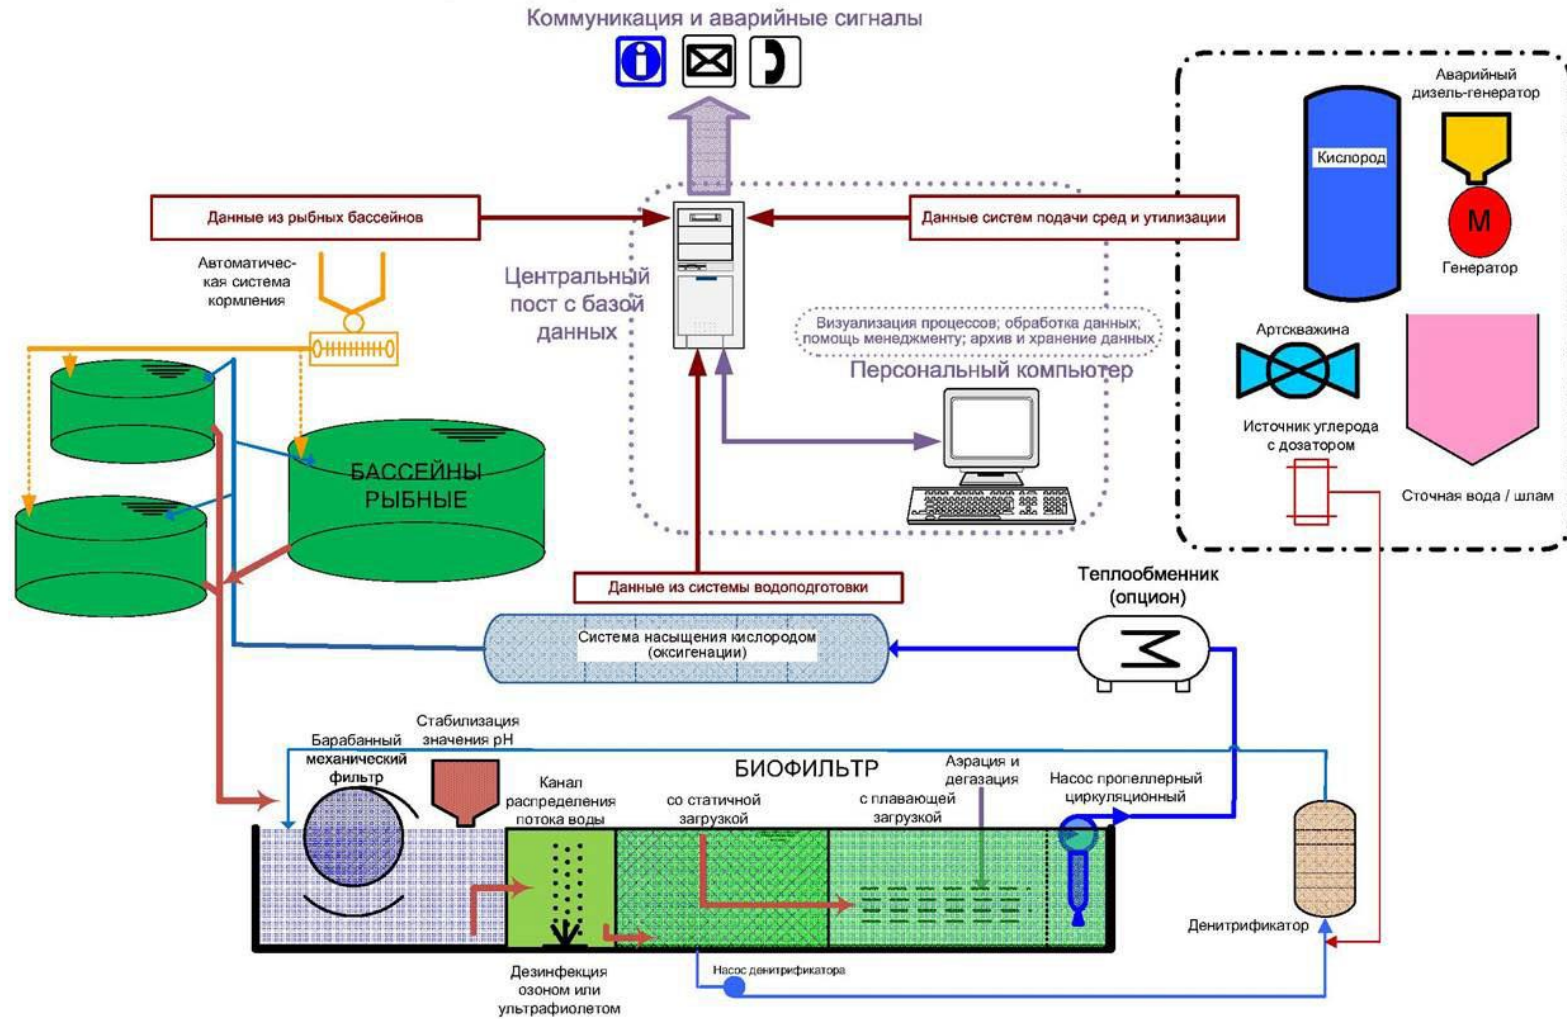 Коммуникация и аварийные сигналы
Аварийный
дизель-генератор
Кислород
М
Генератор
Данные из рыбных бассейнов
Данные систем подачи сред и утилизации
Автоматичес-
кая система
кормления
Центральный
пост с базой
данных
Визуализация процессов; обработка данных;
помощь менеджменту; архив и хранение данных
Персональный компьютер
Артскважина
Источник углерода
с дозатором
Сточная вода / шлам
БАССЕЙНЫ
РЫБНЫЕ
Данные из системы водоподготовки
Теплообменник
(опцион)
Система насыщения кислородом
(оксигенации)
Барабанный
механический
фильтр
Стабилизация
значения pH
Канал
распределения
потока воды
БИОФИЛЬТР
со статичной
загрузкой
с плавающей
загрузкой
Аэрация и
дегазация
Насос пропеллерный
циркуляционный
Денитрификатор
Насос денитрификатора
Дезинфекция
озоном или
ультрафиолетом